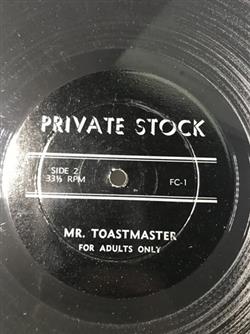 PRIVATE STOCK
SIDE 2
33⅓ RPM
FC-1
MR. TOASTMASTER
FOR ADULTS ONLY